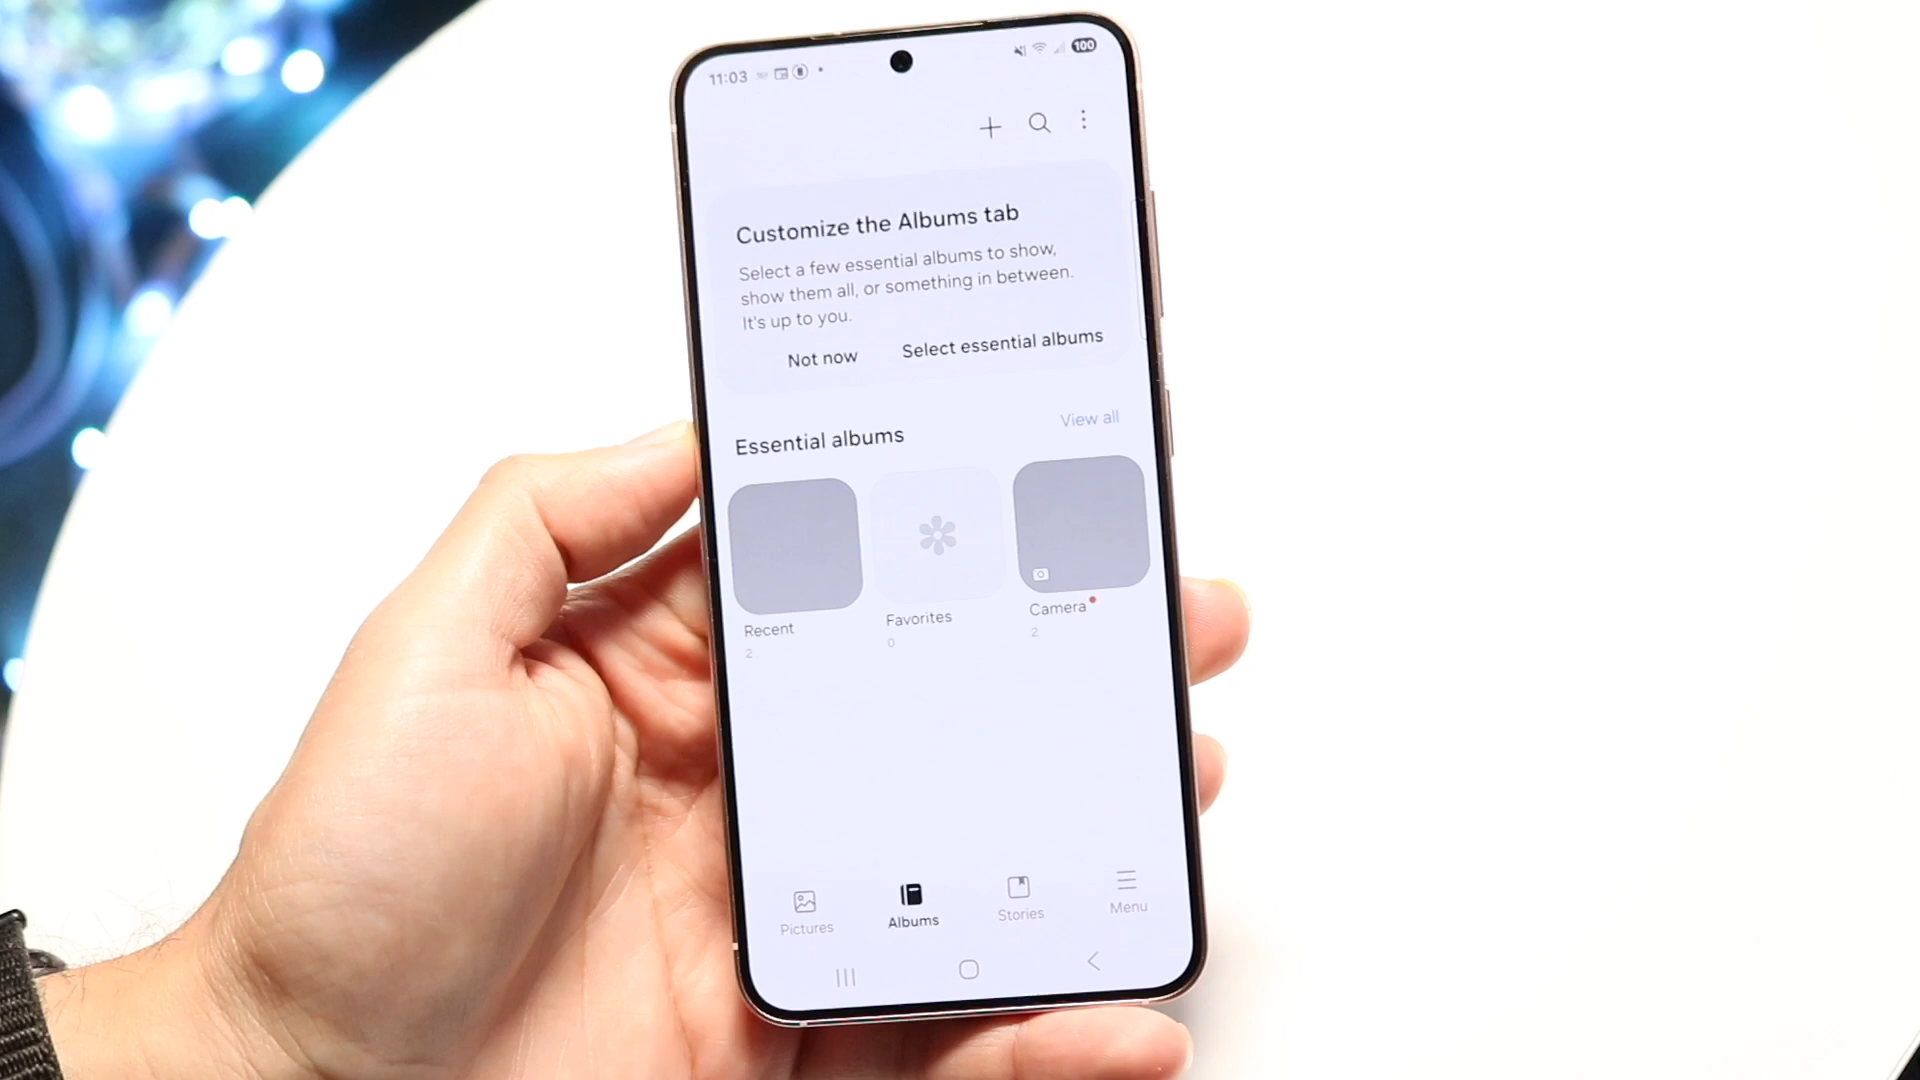 11:03
100
Customize the Albums tab
Select a few essential albums to show,
show them all, or something in between.
It's up to you.
Not now
Select essential albums
Essential albums
View all
Recent
2
Favorites
0
Camera
2
Pictures
Albums
Stories
Menu